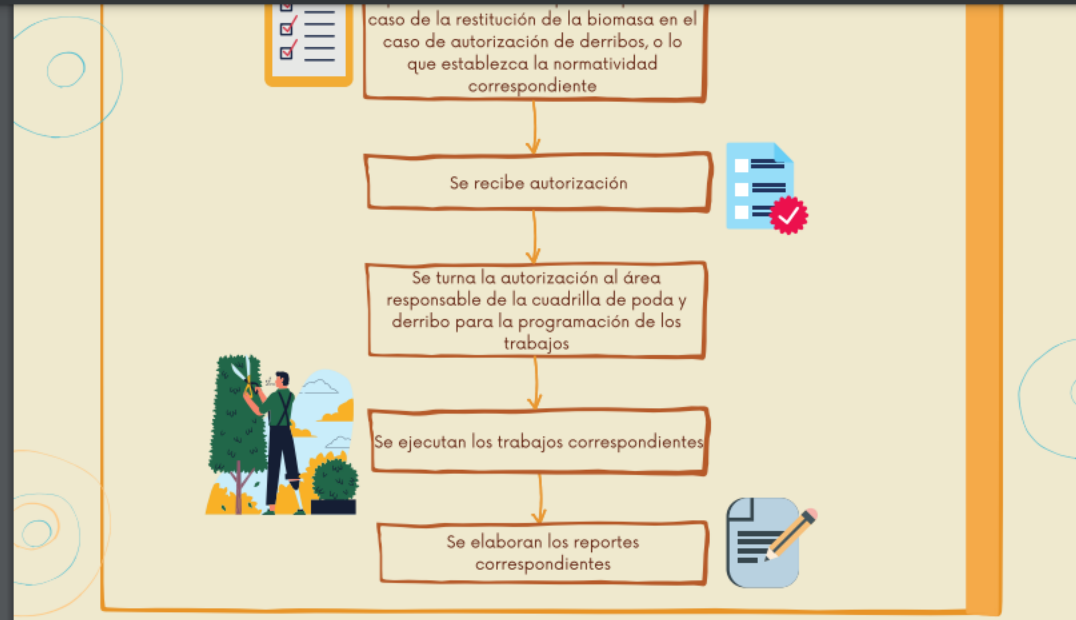 caso de la restitución de la biomasa en el
caso de autorización de derribos, o lo
que establezca la normatividad
correspondiente
Se recibe autorización
Se turna la autorización al área
responsable de la cuadrilla de poda y
derribo para la programación de los
trabajos
Se ejecutan los trabajos correspondientes
Se elaboran los reportes
correspondientes